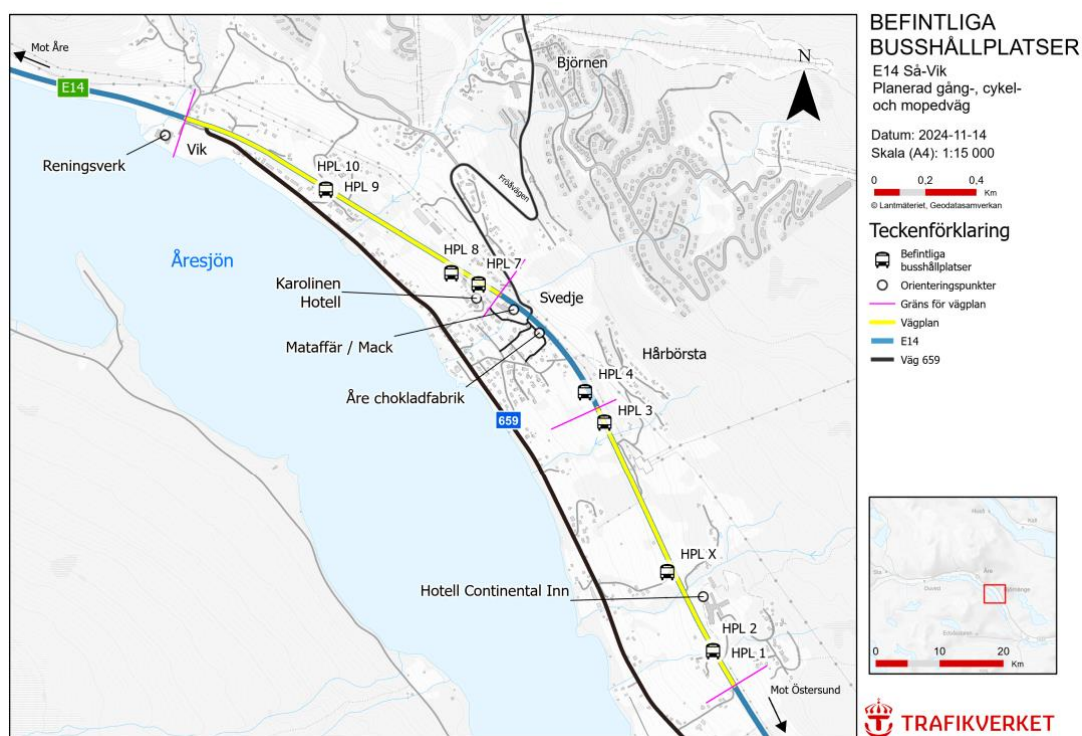 Mot Åre
E14
Reningsverk
Vik
HPL 10
HPL 9
Björnen
N
Fröåvägen
Åresjön
HPL 8
HPL 7
Karolinen
Hotell
Svedje
Mataffär / Mack
Hårbörsta
Åre chokladfabrik
HPL 4
HPL 3
659
HPL X
Hotell Continental Inn
HPL 2
HPL 1
Mot Östersund
BEFINTLIGA
BUSSHÅLLPLATSER
E14 Så-Vik
Planerad gång-, cykel-
och mopedväg
Datum: 2024-11-14
Skala (A4): 1:15 000
0 0,2 0,4
Km
© Lantmäteriet, Geodatasamverkan
Teckenförklaring
Befintliga
busshållplatser
Orienteringspunkter
Gräns för vägplan
Vägplan
E14
Väg 659
Åre
Duved
0 10 20
Km
TRAFIKVERKET